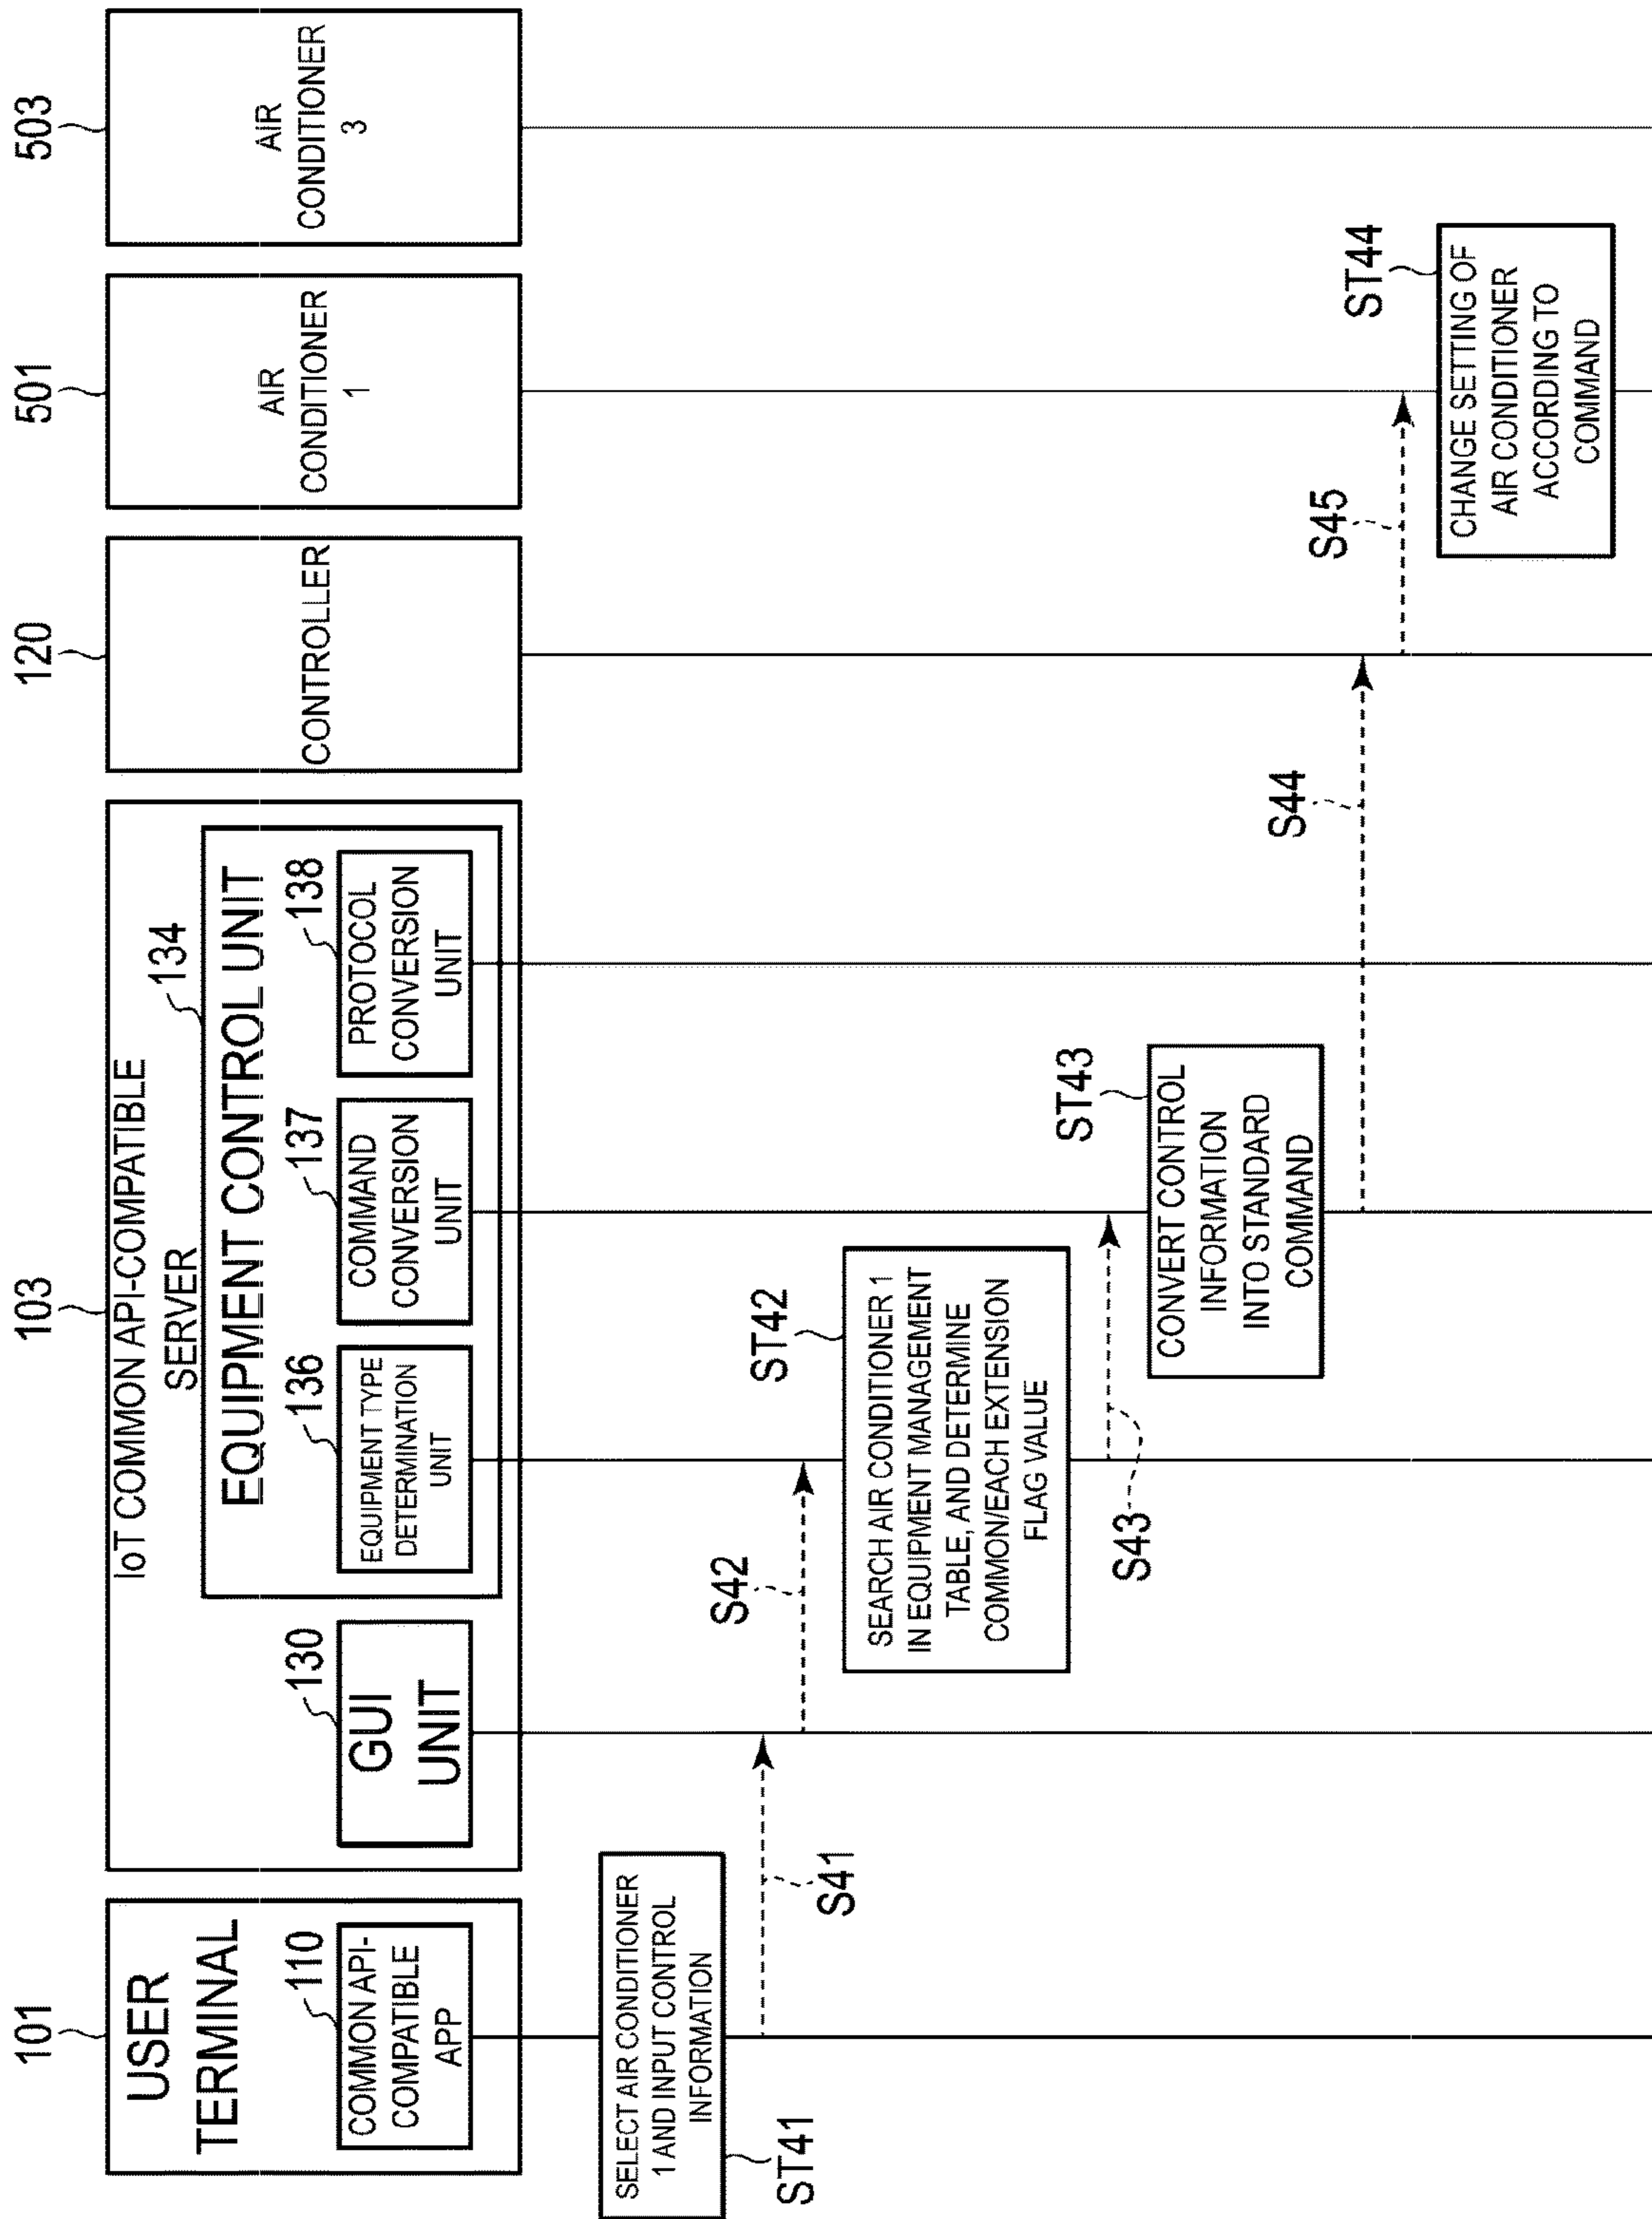 101
USER
TERMINAL
110
COMMON API-
COMPATIBLE
APP
103
IoT COMMON API-COMPATIBLE
SERVER
130
GUI
UNIT
134
EQUIPMENT CONTROL UNIT
136
EQUIPMENT TYPE
DETERMINATION
UNIT
137
COMMAND
CONVERSION
UNIT
138
PROTOCOL
CONVERSION
UNIT
120
CONTROLLER
501
AIR
CONDITIONER
1
503
AIR
CONDITIONER
3
SELECT AIR CONDITIONER
1 AND INPUT CONTROL
INFORMATION
ST41
S41
S42
ST42
SEARCH AIR CONDITIONER 1
IN EQUIPMENT MANAGEMENT
TABLE, AND DETERMINE
COMMON/EACH EXTENSION
FLAG VALUE
S43
ST43
CONVERT CONTROL
INFORMATION
INTO STANDARD
COMMAND
S44
S45
ST44
CHANGE SETTING OF
AIR CONDITIONER
ACCORDING TO
COMMAND